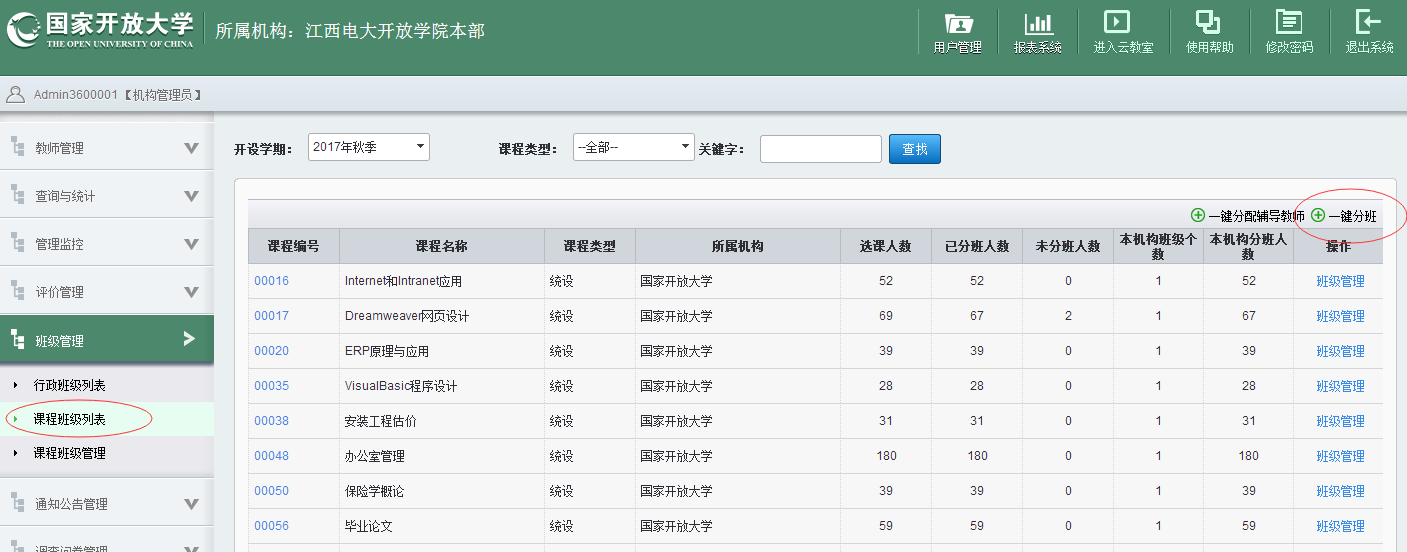 国家开放大学
THE OPEN UNIVERSITY OF CHINA
所属机构：江西电大开放学院本部
用户管理 报表系统 进入云教室 使用帮助 修改密码 退出系统
Admin3600001【机构管理员】
教师管理
查询与统计
管理监控
评价管理
班级管理
行政班级列表
课程班级列表
课程班级管理
通知公告管理
调查问卷管理
开设学期： 2017年秋季 课程类型： --全部-- 关键字： 查找
一键分配辅导教师 一键分班
课程编号 课程名称 课程类型 所属机构 选课人数 已分班人数 未分班人数 本机构班级个数 本机构分班人数 操作
00016 Internet和Intranet应用 统设 国家开放大学 52 52 0 1 52 班级管理
00017 Dreamweaver网页设计 统设 国家开放大学 69 67 2 1 67 班级管理
00020 ERP原理与应用 统设 国家开放大学 39 39 0 1 39 班级管理
00035 VisualBasic程序设计 统设 国家开放大学 28 28 0 1 28 班级管理
00038 安装工程估价 统设 国家开放大学 31 31 0 1 31 班级管理
00048 办公室管理 统设 国家开放大学 180 180 0 1 180 班级管理
00050 保险学概论 统设 国家开放大学 39 39 0 1 39 班级管理
00056 毕业论文 统设 国家开放大学 59 59 0 1 59 班级管理